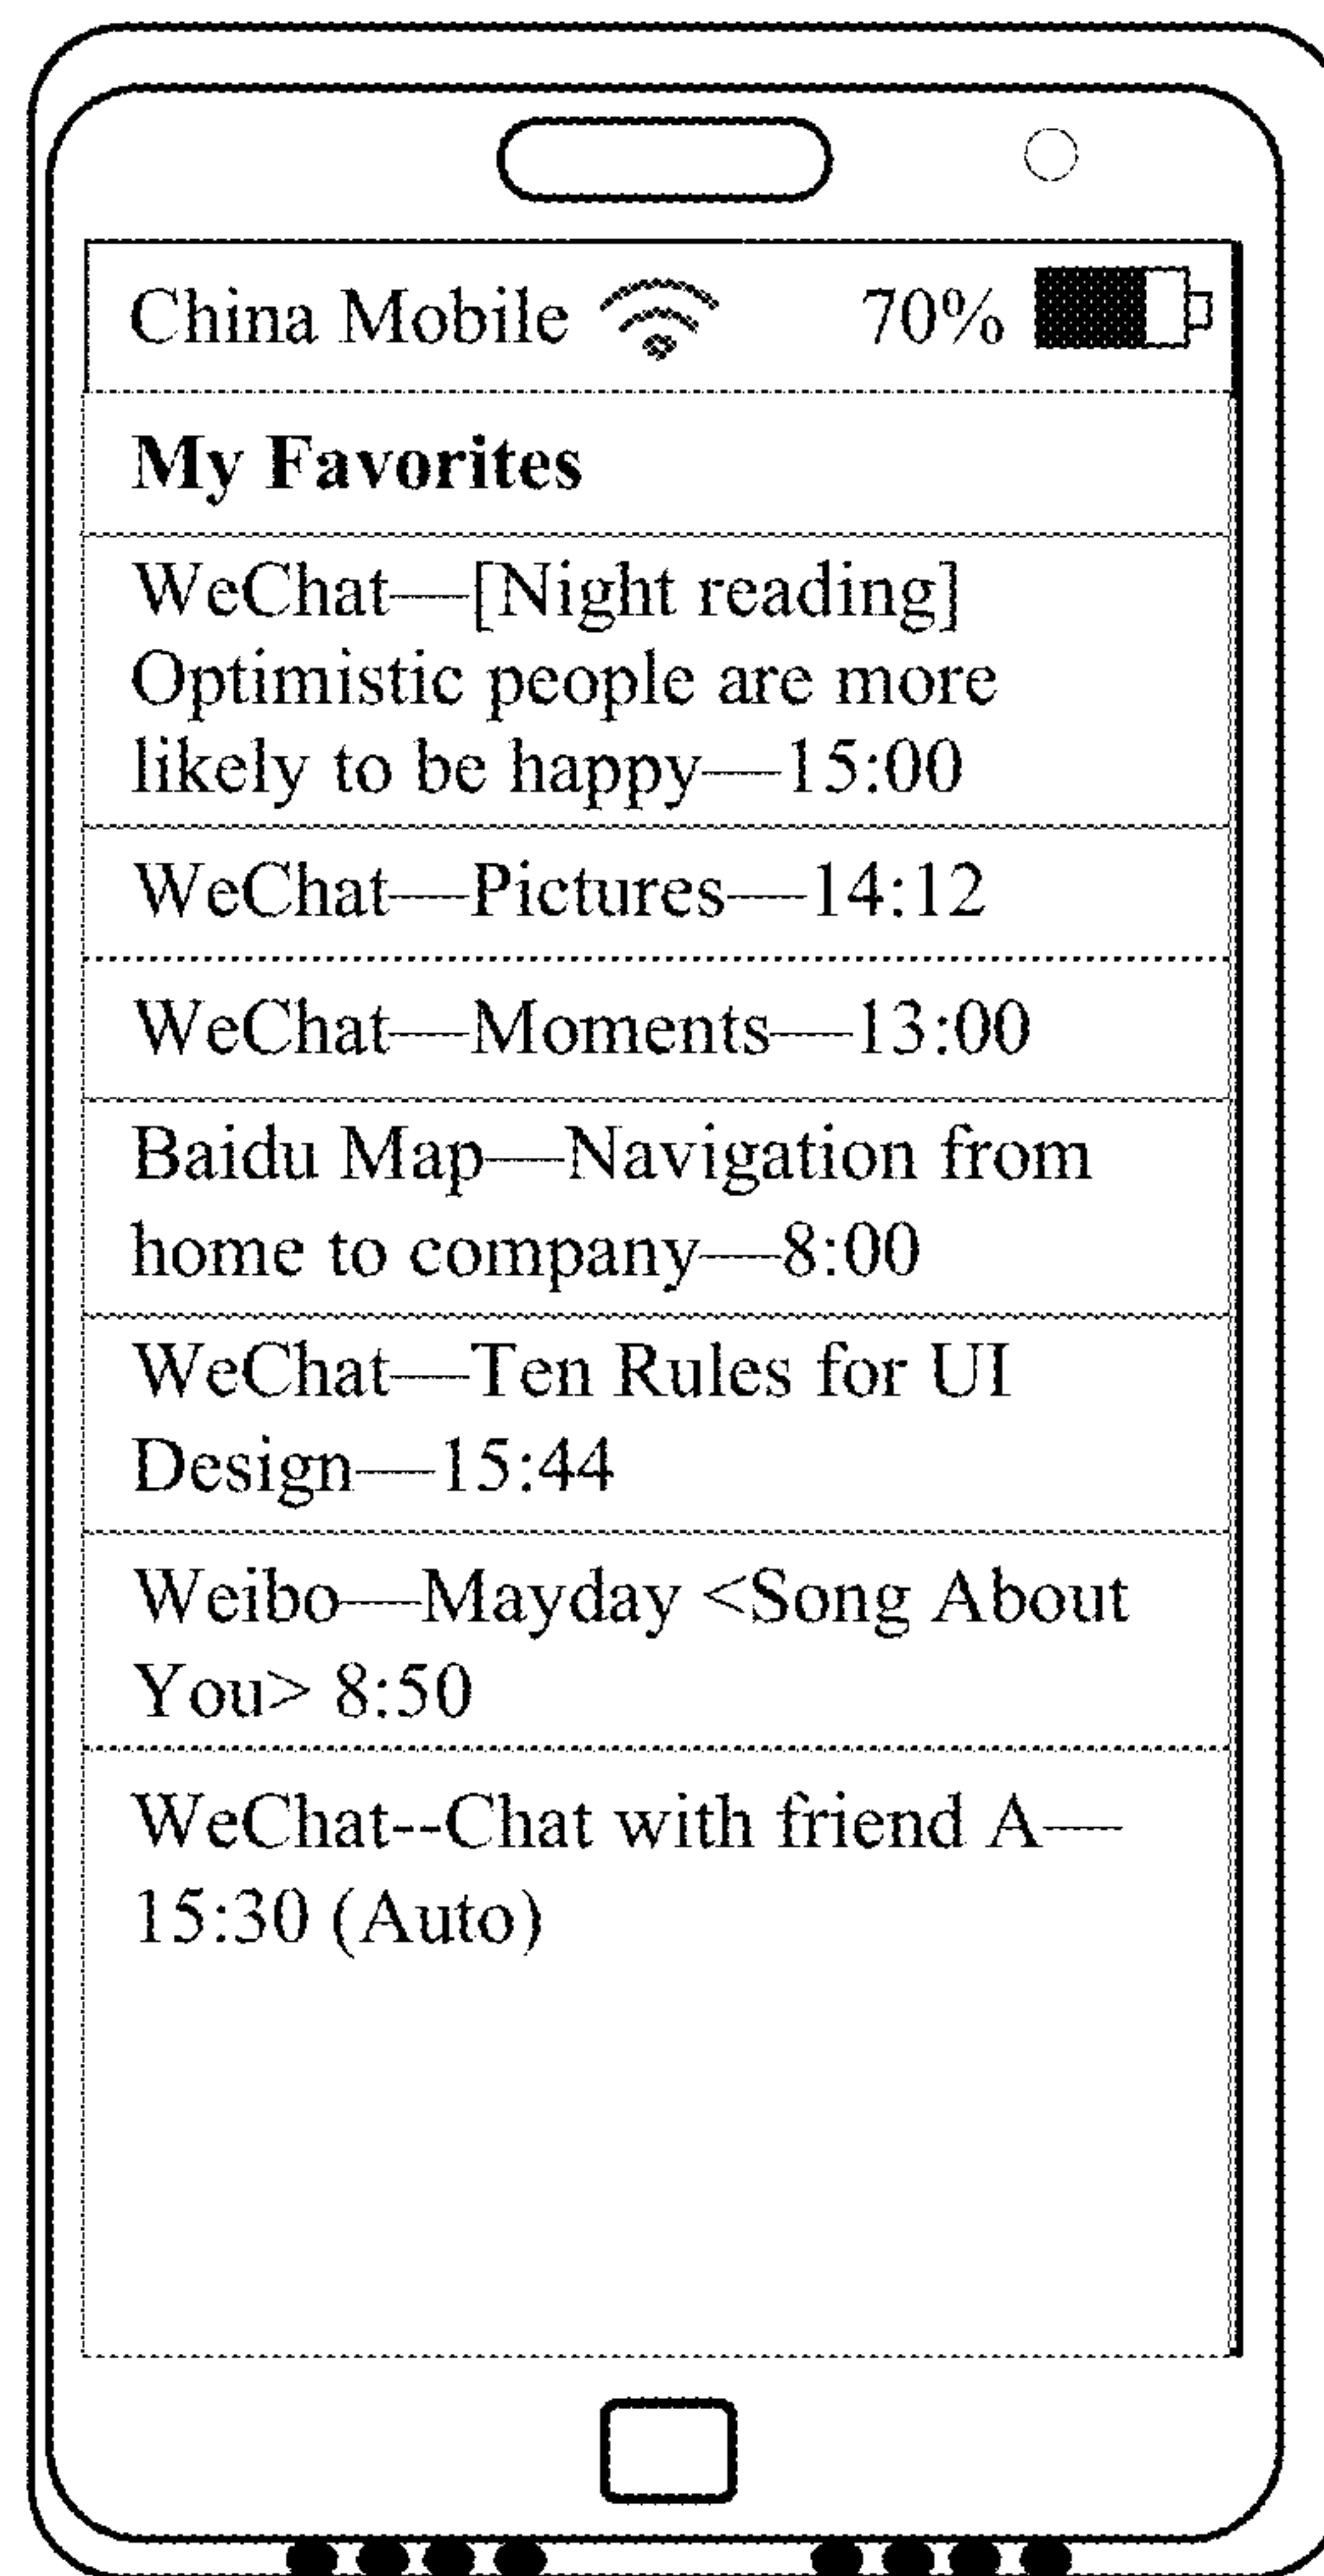 China Mobile 70%
My Favorites
WeChat—[Night reading]
Optimistic people are more
likely to be happy—15:00
WeChat—Pictures—14:12
WeChat—Moments—13:00
Baidu Map—Navigation from
home to company—8:00
WeChat—Ten Rules for UI
Design—15:44
Weibo—Mayday <Song About
You> 8:50
WeChat--Chat with friend A—
15:30 (Auto)